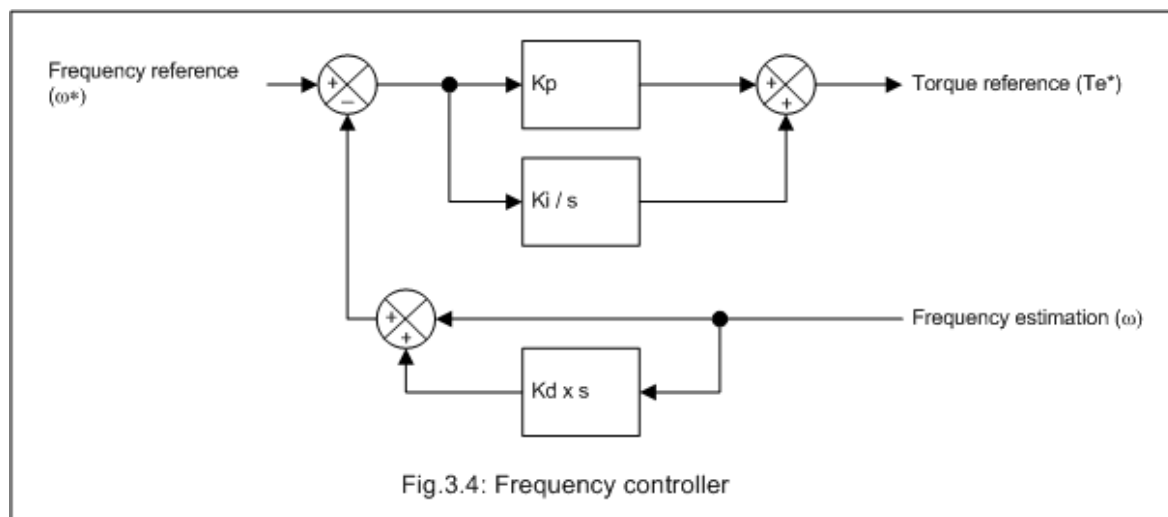 Frequency reference
(ω*)
+
−
Kp
+
+
Torque reference (Te*)
Ki / s
+
+
Frequency estimation (ω)
Kd x s
Fig.3.4: Frequency controller